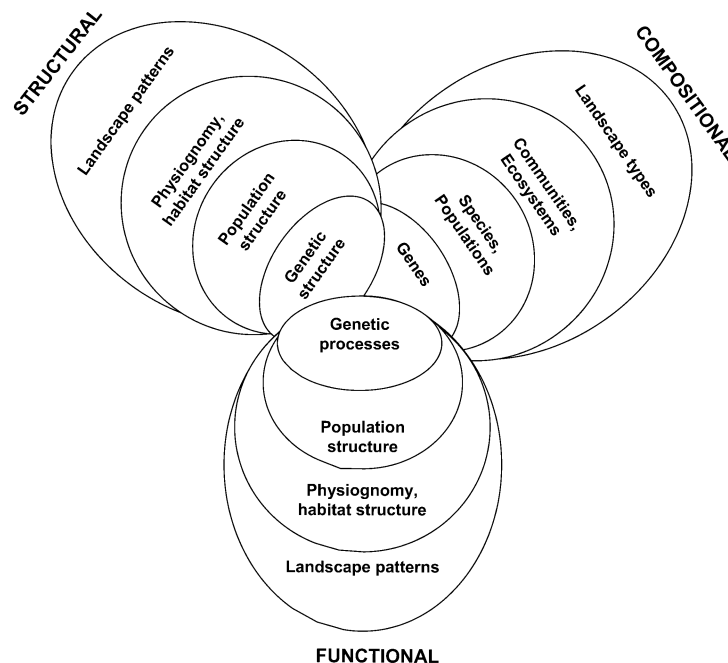 STRUCTURAL
Landscape patterns
Physiognomy,
habitat structure
Population
structure
Genetic
structure
COMPOSITIONAL
Landscape types
Communities,
Ecosystems
Species,
Populations
Genes
Genetic
processes
Population
structure
Physiognomy,
habitat structure
Landscape patterns
FUNCTIONAL